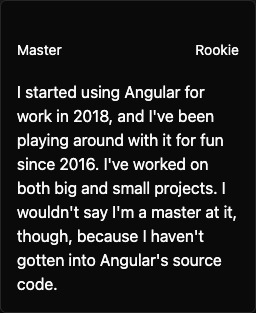 Master Rookie
I started using Angular for
work in 2018, and I've been
playing around with it for fun
since 2016. I've worked on
both big and small projects. I
wouldn't say I'm a master at it,
though, because I haven't
gotten into Angular's source
code.